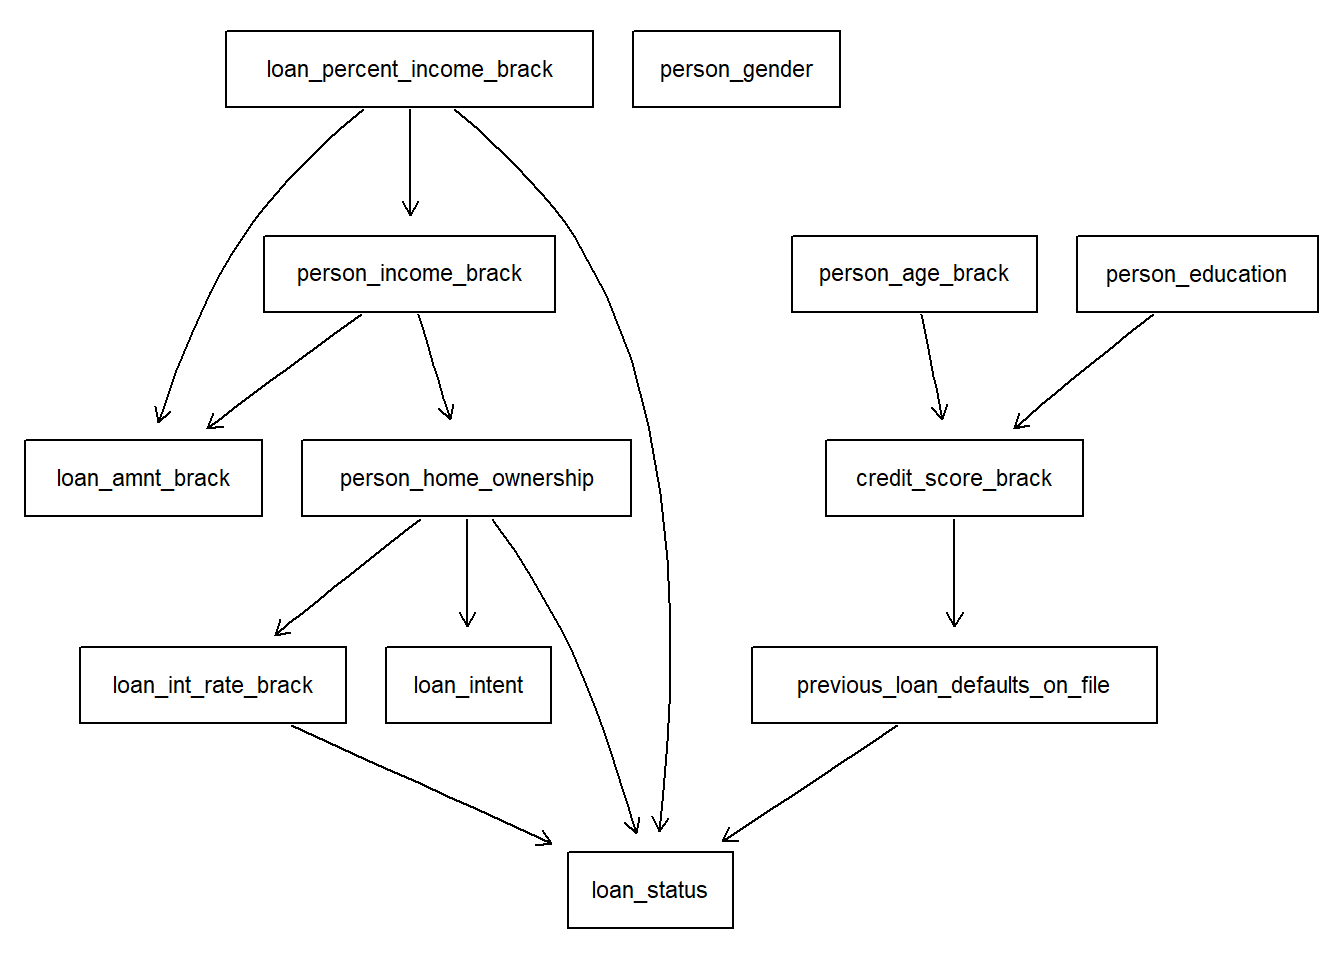 loan_percent_income_brack
person_gender
person_income_brack
person_age_brack
person_education
loan_amnt_brack
person_home_ownership
credit_score_brack
loan_int_rate_brack
loan_intent
previous_loan_defaults_on_file
loan_status